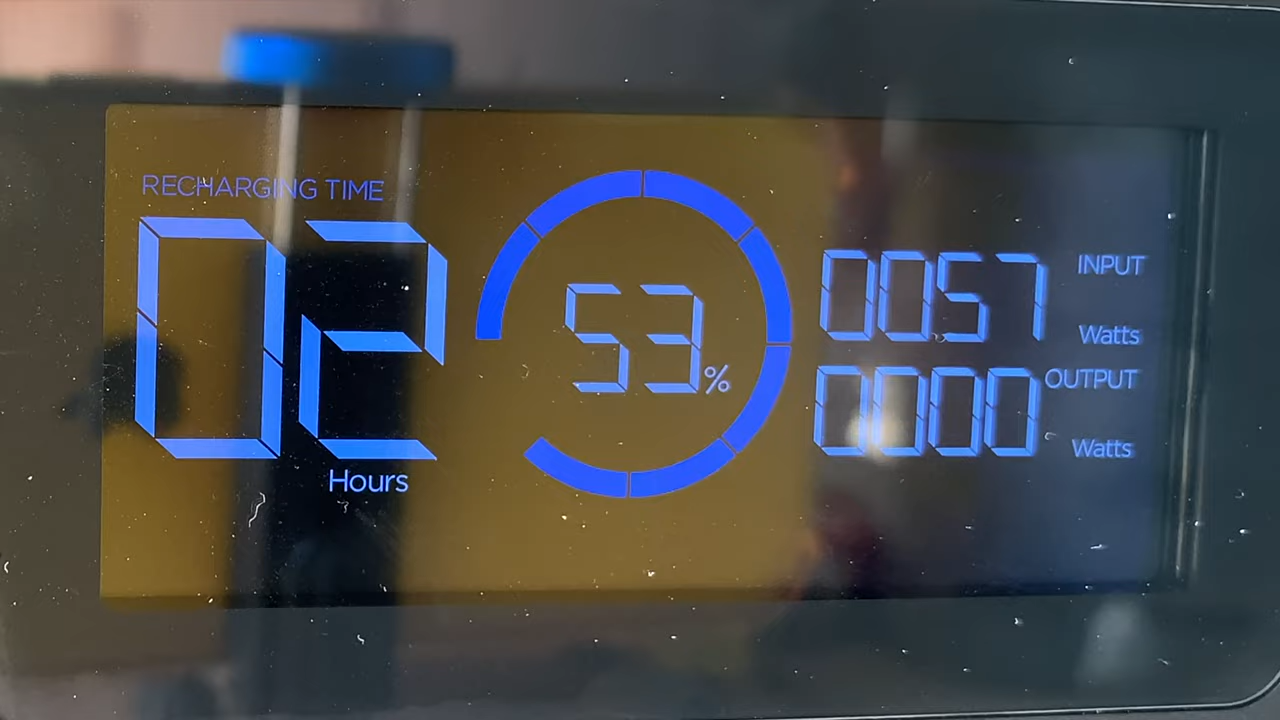 RECHARGING TIME
02
Hours
53%
0057 INPUT
Watts
0000 OUTPUT
Watts